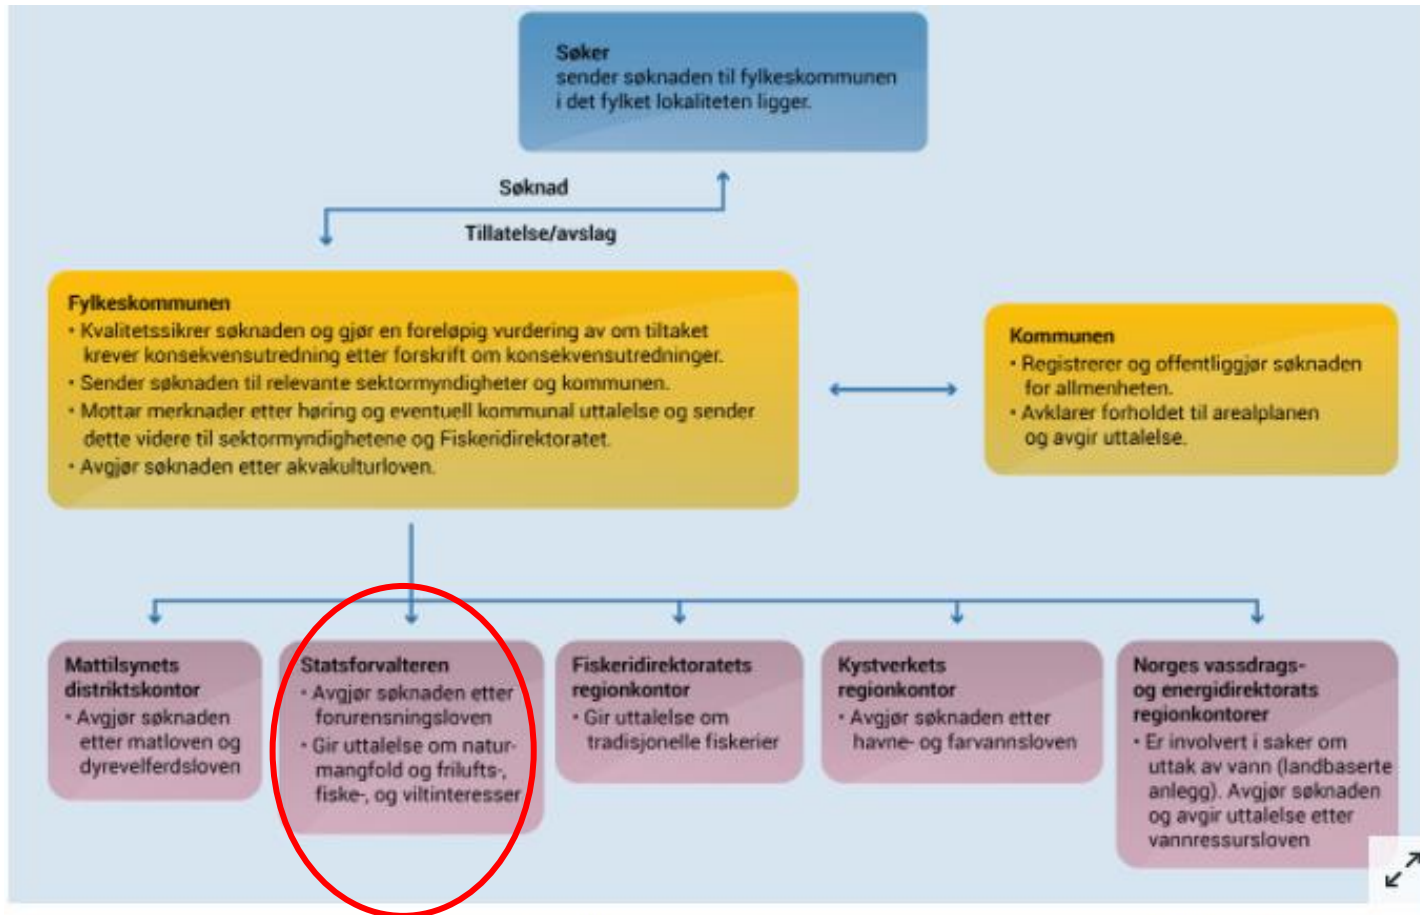 Søker
sender søknaden til fylkeskommunen
i det fylket lokaliteten ligger.
Søknad
Tillatelse/avslag
Fylkeskommunen
• Kvalitetssikrer søknaden og gjør en foreløpig vurdering av om tiltaket
krever konsekvensutredning etter forskrift om konsekvensutredninger.
• Sender søknaden til relevante sektormyndigheter og kommunen.
• Mottar merknader etter høring og eventuell kommunal uttalelse og sender
dette videre til sektormyndighetene og Fiskeridirektoratet.
• Avgjør søknaden etter akvakulturloven.
Kommunen
• Registrerer og offentliggjør søknaden
for allmenheten.
• Avklarer forholdet til arealplanen
og avgir uttalelse.
Mattilsynets
distriktskontor
• Avgjør søknaden
etter matloven og
dyrevelferdsloven
Statsforvalteren
• Avgjør søknaden etter
forurensningsloven
• Gir uttalelse om natur-
mangfold og frilufts-,
fiske-, og viltinteresser
Fiskeridirektoratets
regionkontor
• Gir uttalelse om
tradisjonelle fiskerier
Kystverkets
regionkontor
• Avgjør søknaden etter
havne- og farvannsloven
Norges vassdrags-
og energidirektorats
regionkontorer
• Er involvert i saker om
uttak av vann (landbaserte
anlegg). Avgjør søknaden
og avgir uttalelse etter
vannressursloven